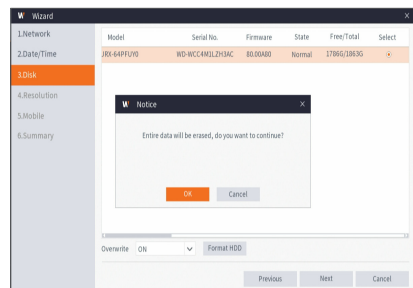 W Wizard
1.Network
2.Date/Time
3.Disk
4.Resolution
5.Mobile
6.Summary
Model Serial No. Firmware State Free/Total Select
JRX-64PFUY0 WD-WCC4M1LZH3AC 80.00A80 Normal 1786G/1863G
W Notice
Entire data will be erased, do you want to continue?
OK Cancel
Overwrite ON Format HDD
Previous Next Cancel